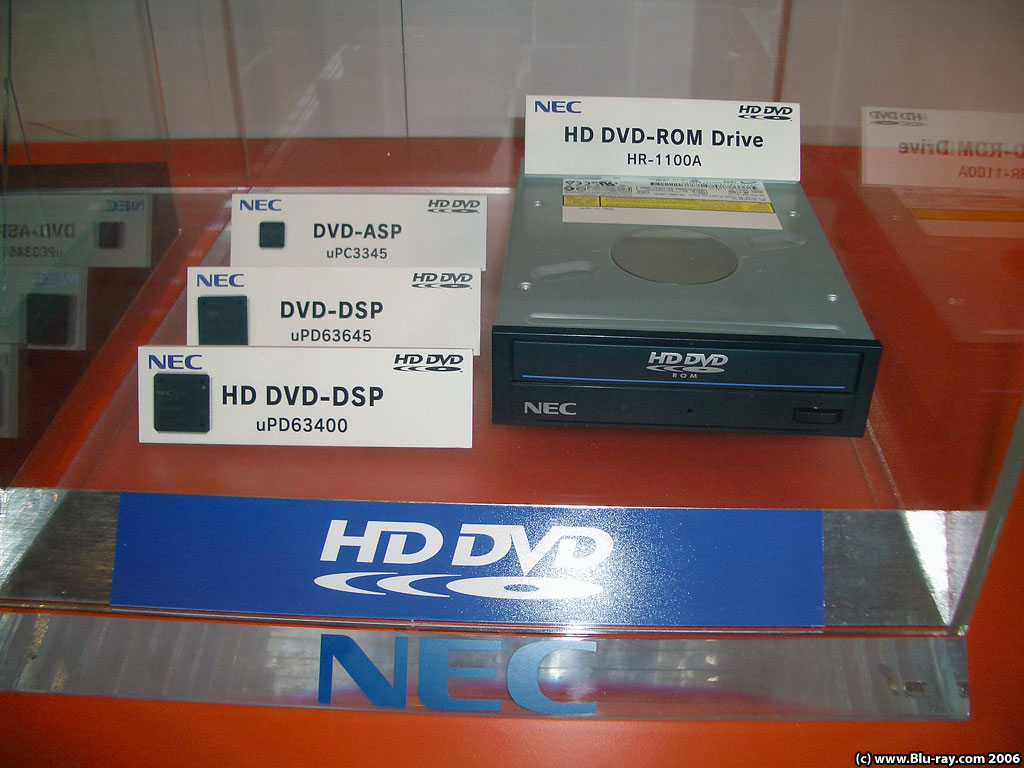 NEC HD DVD
HD DVD-ROM Drive
HR-1100A
NEC HD DVD
DVD-ASP
uPC3345
NEC HD DVD
DVD-DSP
uPD63645
NEC HD DVD
HD DVD-DSP
uPD63400
HD DVD
ROM
NEC
HD DVD
NEC
(c) www.Blu-ray.com 2006